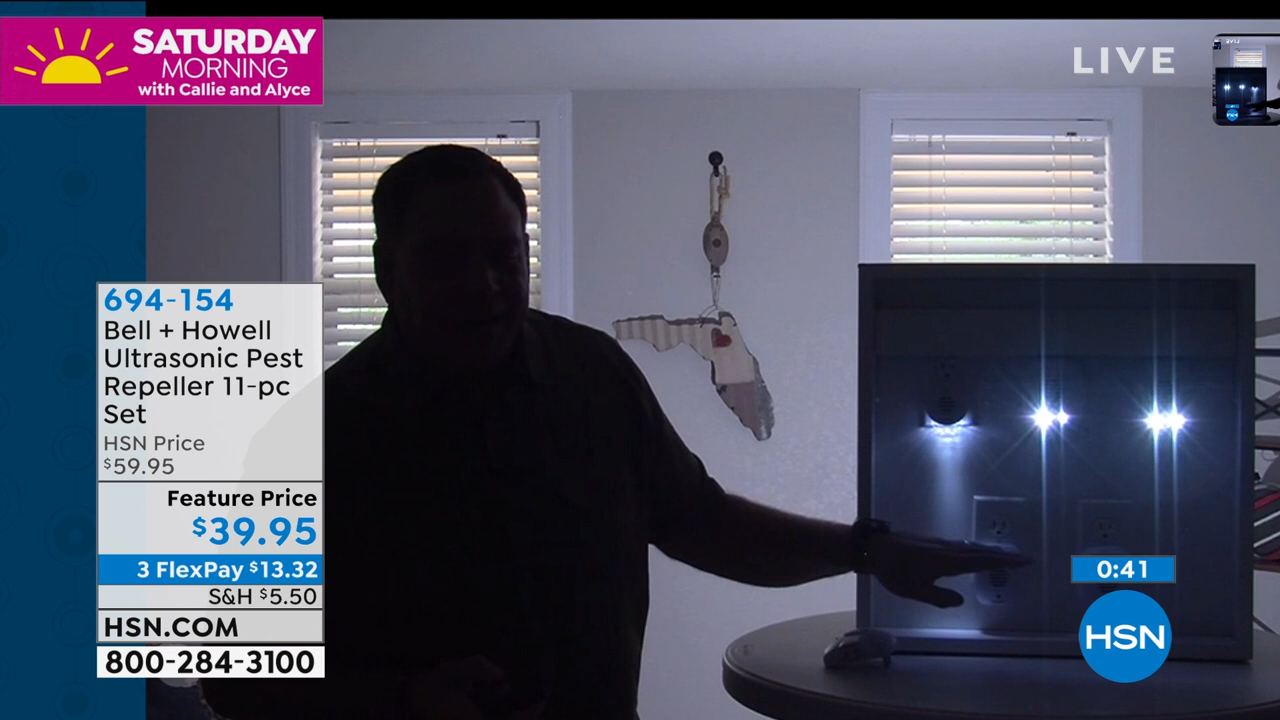 SATURDAY
MORNING
with Callie and Alyce
LIVE
694-154
Bell + Howell
Ultrasonic Pest
Repeller 11-pc
Set
HSN Price
$59.95
Feature Price
$39.95
3 FlexPay $13.32
S&H $5.50
HSN.COM
800-284-3100
0:41
HSN